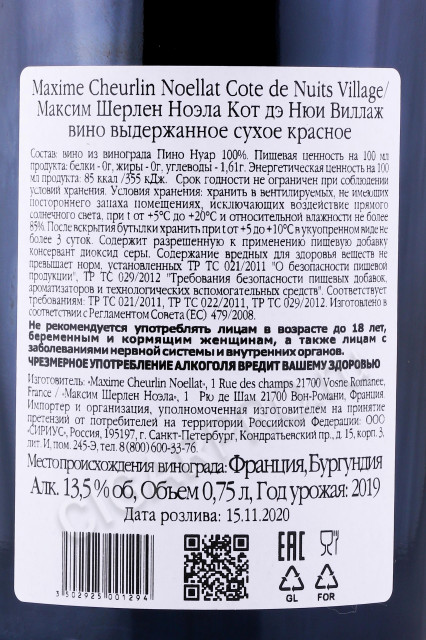 Maxime Cheurlin Noellat Cote de Nuits Village/
Максим Шерлен Ноэла Кот дэ Нюи Виллаж
вино выдержанное сухое красное
Состав: вино из винограда Пино Нуар 100%. Пищевая ценность на 100 мл
продукта: белки - 0г, жиры - 0г, углеводы - 1,61г. Энергетическая ценность на 100
мл продукта: 85 ккал /355 кДж. Срок годности не ограничен при соблюдении
условий хранения. Условия хранения: хранить в вентилируемых, не имеющих
постороннего запаха помещениях, исключающих воздействие прямого
солнечного света, при t от +5°C до +20°C и относительной влажности не более
85%. После вскрытия бутылки хранить при t от +5 до +10°C в укупоренном виде не
более 3 суток. Содержит разрешенную к применению пищевую добавку
консервант диоксид серы. Содержание вредных для здоровья веществ не
превышает норм, установленных ТР ТС 021/2011 "О безопасности пищевой
продукции", ТР ТС 029/2012 "Требования безопасности пищевых добавок,
ароматизаторов и технологических вспомогательных средств". Соответствует
требованиям: ТР ТС 021/2011, ТР ТС 022/2011, ТР ТС 029/2012. Изготовлено в
соответствии с Регламентом Совета (ЕС) 479/2008.
Не рекомендуется употреблять лицам в возрасте до 18 лет,
беременным и кормящим женщинам, а также лицам с
заболеваниями нервной системы и внутренних органов.
ЧРЕЗМЕРНОЕ УПОТРЕБЛЕНИЕ АЛКОГОЛЯ ВРЕДИТ ВАШЕМУ ЗДОРОВЬЮ
Изготовитель: «Maxime Cheurlin Noellat», 1 Rue des champs 21700 Vosne Romanee,
France / «Максим Шерлен Ноэла», 1 Рю де Шам 21700 Вон-Романи, Франция.
Импортер и организация, уполномоченная изготовителем на принятие
претензий от потребителей на территории Российской Федерации: ООО
«СИРИУС», Россия, 195197, г. Санкт-Петербург, Кондратьевский пр., д. 15, корп. 3,
лит. И, пом. 245-Э, тел. 8 (800) 600-33-76.
Место происхождения винограда: Франция, Бургундия
Алк. 13,5 % об, Объем 0,75 л, Год урожая: 2019
Дата розлива: 15.11.2020
EAC
3 502925 001294
GL FOR